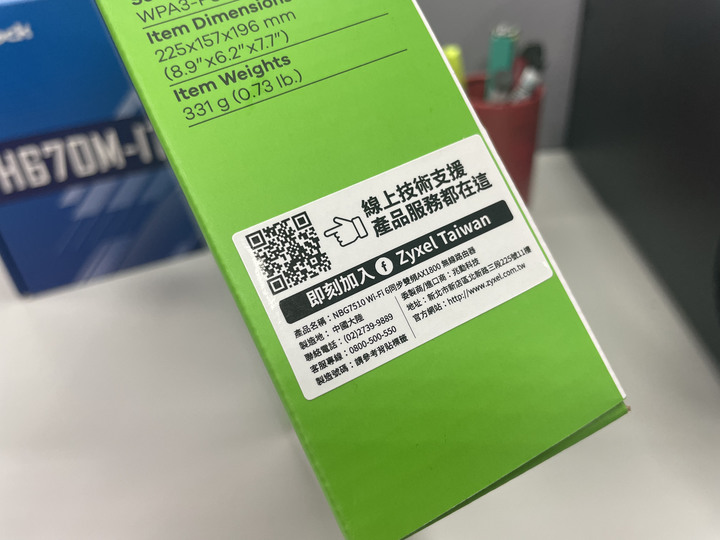 WPA3-P
Item Dimensions
225x157x196 mm
(8.9"x6.2"x7.7")
Item Weights
331 g (0.73 lb.)
線上技術支援
產品服務都在這
即刻加入 f Zyxel Taiwan
產品名稱：NBG7510 Wi-Fi 6同步雙頻AX1800 無線路由器
製造地： 中國大陸
委製商/進口商：兆勤科技
聯絡電話：(02)2739-9889
地址：新北市新店區北新路三段225號11樓
客服專線：0800-500-550
官方網站：http://www.zyxel.com.tw
製造號碼：請參考背貼標籤
H670M-IT